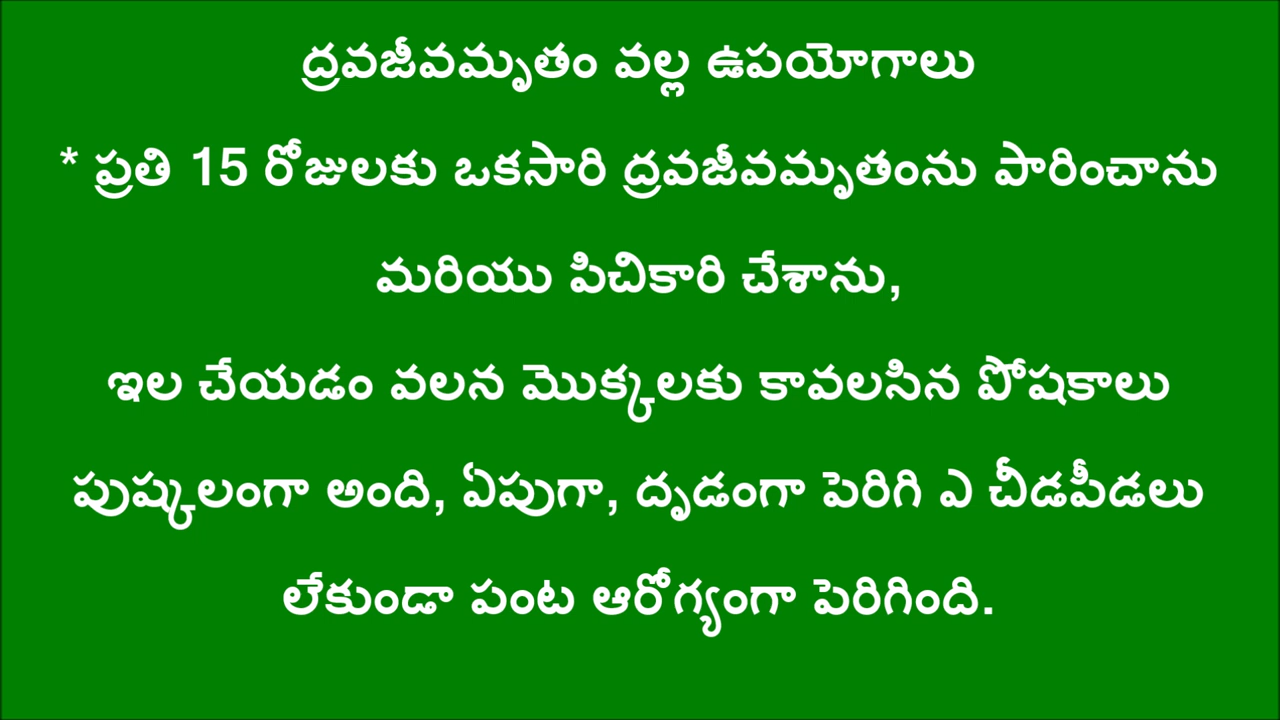 ద్రవజీవమృతం వల్ల ఉపయోగాలు
* ప్రతి 15 రోజులకు ఒకసారి ద్రవజీవమృతంను పారించాను
మరియు పిచికారి చేశాను,
ఇల చేయడం వలన మొక్కలకు కావలసిన పోషకాలు
పుష్కలంగా అంది, ఏపుగా, దృడంగా పెరిగి ఎ చీడపీడలు
లేకుండా పంట ఆరోగ్యంగా పెరిగింది.